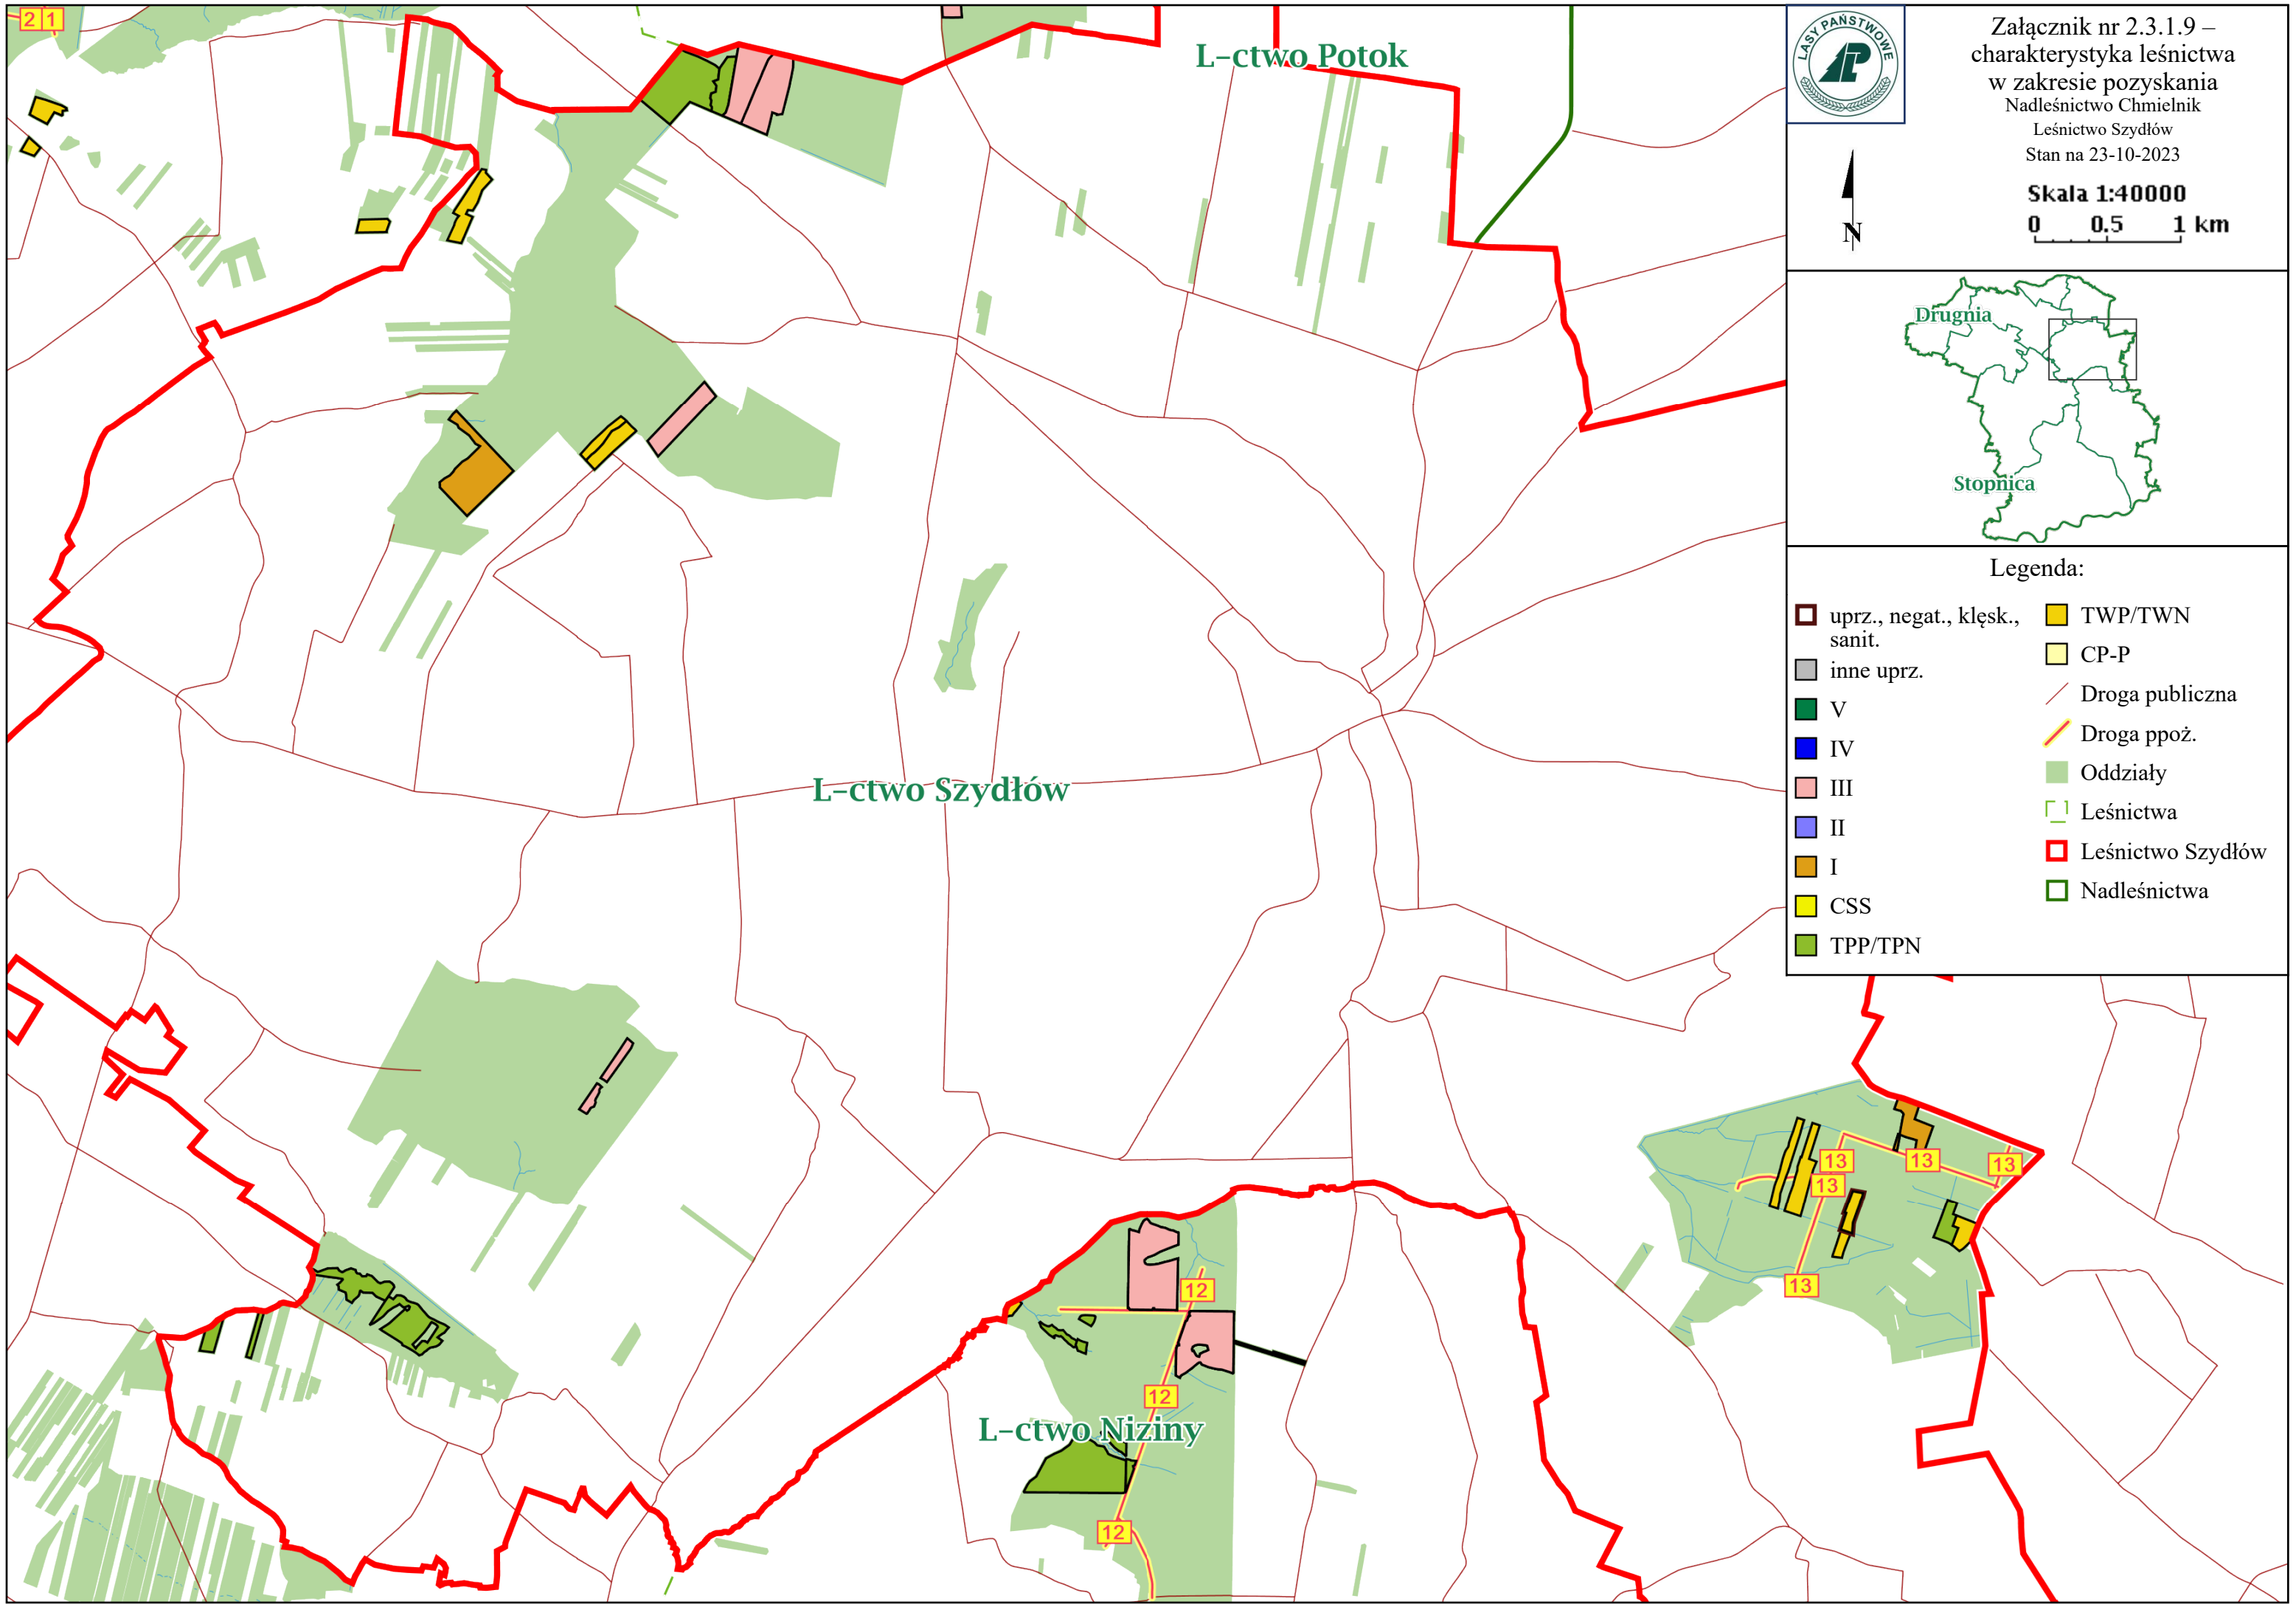 2 1
L-ctwo Potok
L-ctwo Szydłów
L-ctwo Niziny
12
12
12
13
13
13
13
13
LASY PAŃSTWOWE
Załącznik nr 2.3.1.9 –
charakterystyka leśnictwa
w zakresie pozyskania
Nadleśnictwo Chmielnik
Leśnictwo Szydłów
Stan na 23-10-2023
Skala 1:40000
0 0.5 1 km
N
Drugnia
Stopnica
Legenda:
uprz., negat., klęsk.,
sanit.
inne uprz.
V
IV
III
II
I
CSS
TPP/TPN
TWP/TWN
CP-P
Droga publiczna
Droga ppoż.
Oddziały
Leśnictwa
Leśnictwo Szydłów
Nadleśnictwa